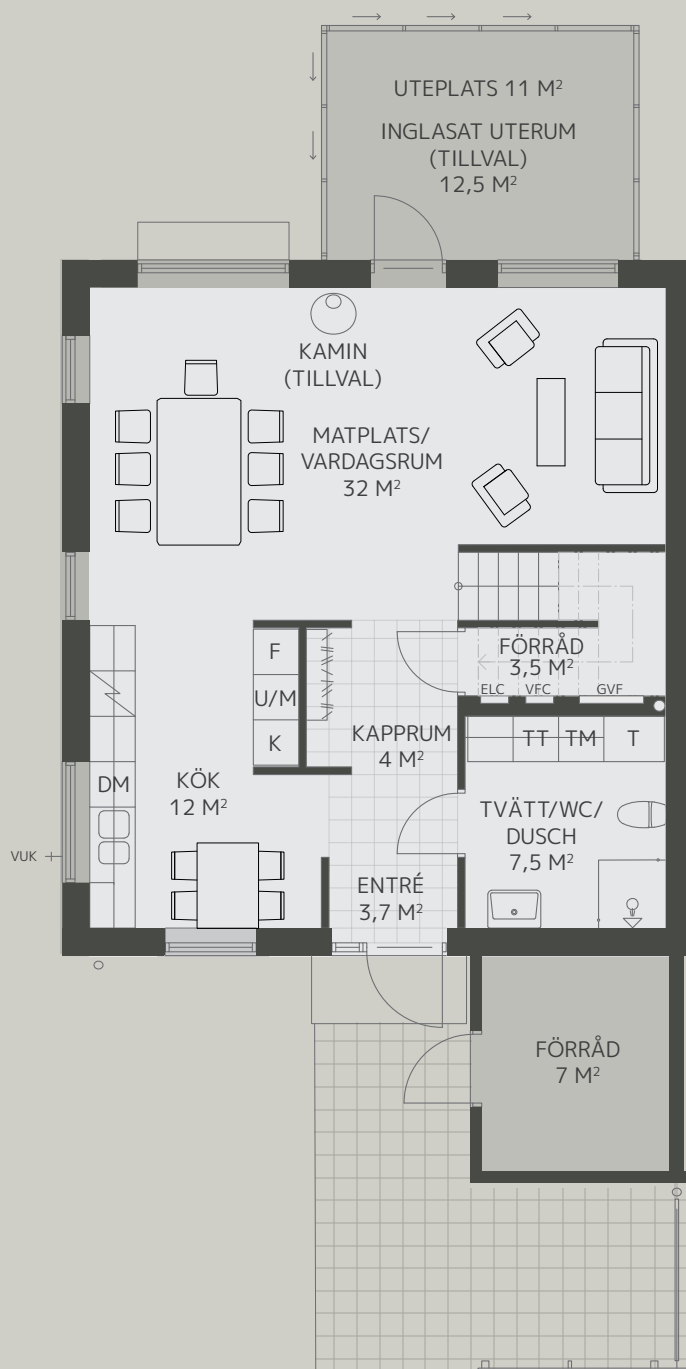 UTEPLATS 11 M²
INGLASAT UTERUM
(TILLVAL)
12,5 M²
KAMIN
(TILLVAL)
MATPLATS/
VARDAGSRUM
32 M²
F
U/M
K
FÖRRÅD
3,5 M²
ELC VFC GVF
KAPPRUM
4 M²
TT TM T
DM
KÖK
12 M²
TVÄTT/WC/
DUSCH
7,5 M²
VUK
ENTRÉ
3,7 M²
FÖRRÅD
7 M²